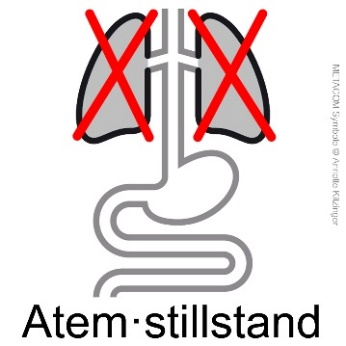 METACOM Symbole © Annette Kitzinger
Atem·stillstand